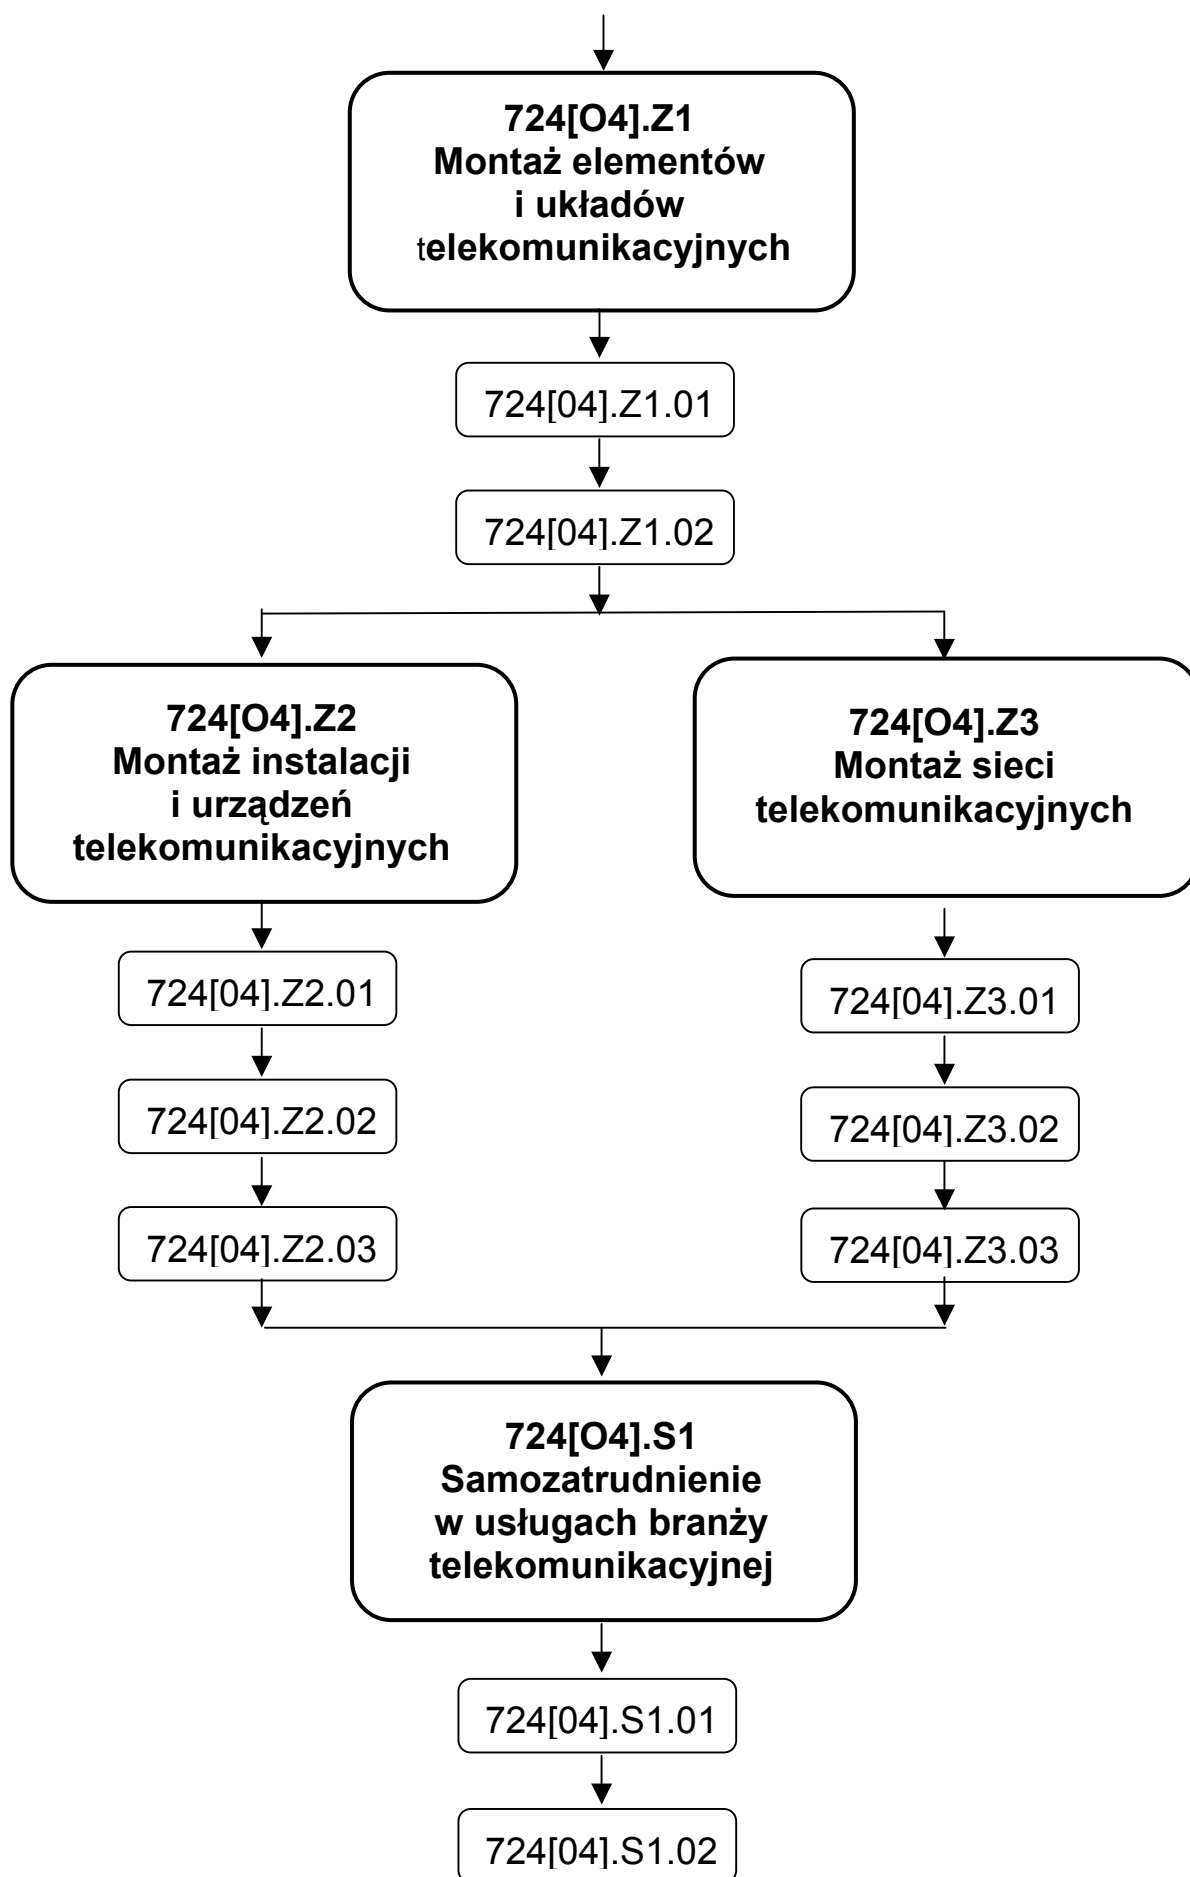 724[O4].Z1
Montaż elementów
i układów
telekomunikacyjnych
724[04].Z1.01
724[04].Z1.02
724[O4].Z2
Montaż instalacji
i urządzeń
telekomunikacyjnych
724[04].Z2.01
724[04].Z2.02
724[04].Z2.03
724[O4].Z3
Montaż sieci
telekomunikacyjnych
724[04].Z3.01
724[04].Z3.02
724[04].Z3.03
724[O4].S1
Samozatrudnienie
w usługach branży
telekomunikacyjnej
724[04].S1.01
724[04].S1.02